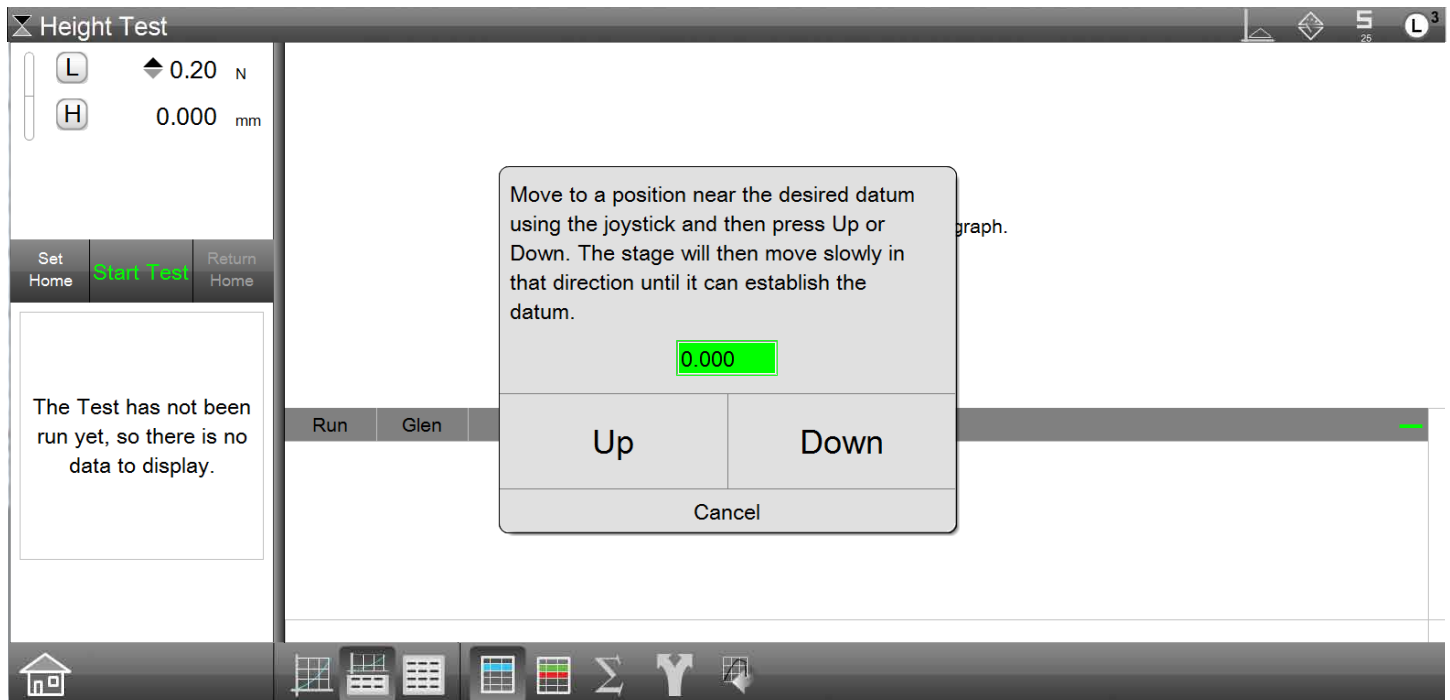 Height Test
S
25
L 3
L 0.20 N
H 0.000 mm
Set
Home
Start Test
Return
Home
The Test has not been
run yet, so there is no
data to display.
graph.
Move to a position near the desired datum
using the joystick and then press Up or
Down. The stage will then move slowly in
that direction until it can establish the
datum.
0.000
Up
Down
Cancel
Run
Glen
Σ